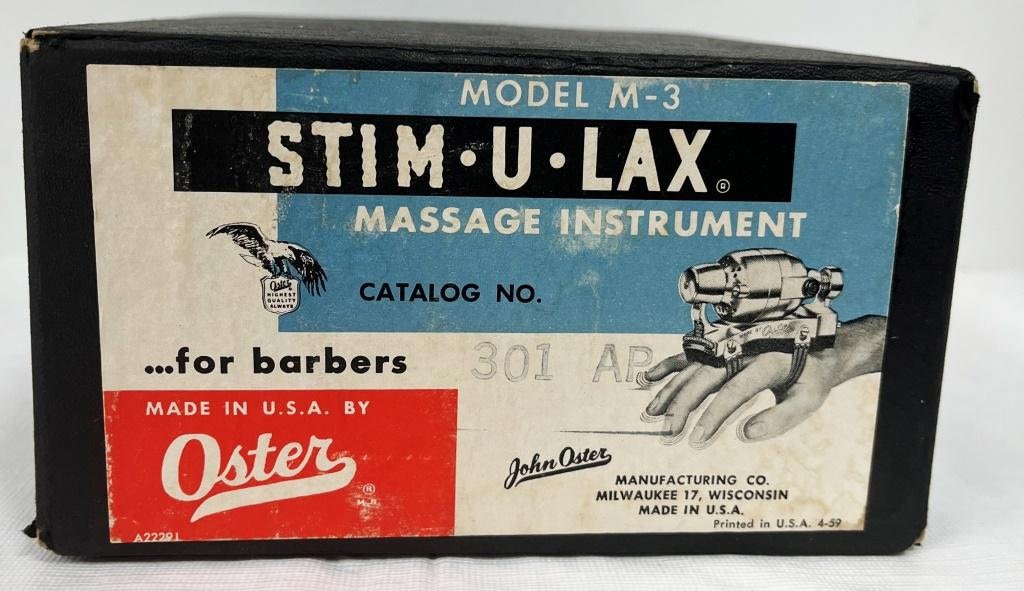 MODEL M-3
STIM·U·LAX®
MASSAGE INSTRUMENT
Oster
HIGHEST
QUALITY
ALWAYS
CATALOG NO.
...for barbers
301 AP
MADE IN U.S.A. BY
Oster®
M.R.
John Oster
MANUFACTURING CO.
MILWAUKEE 17, WISCONSIN
MADE IN U.S.A.
Printed in U.S.A. 4-59
A22291